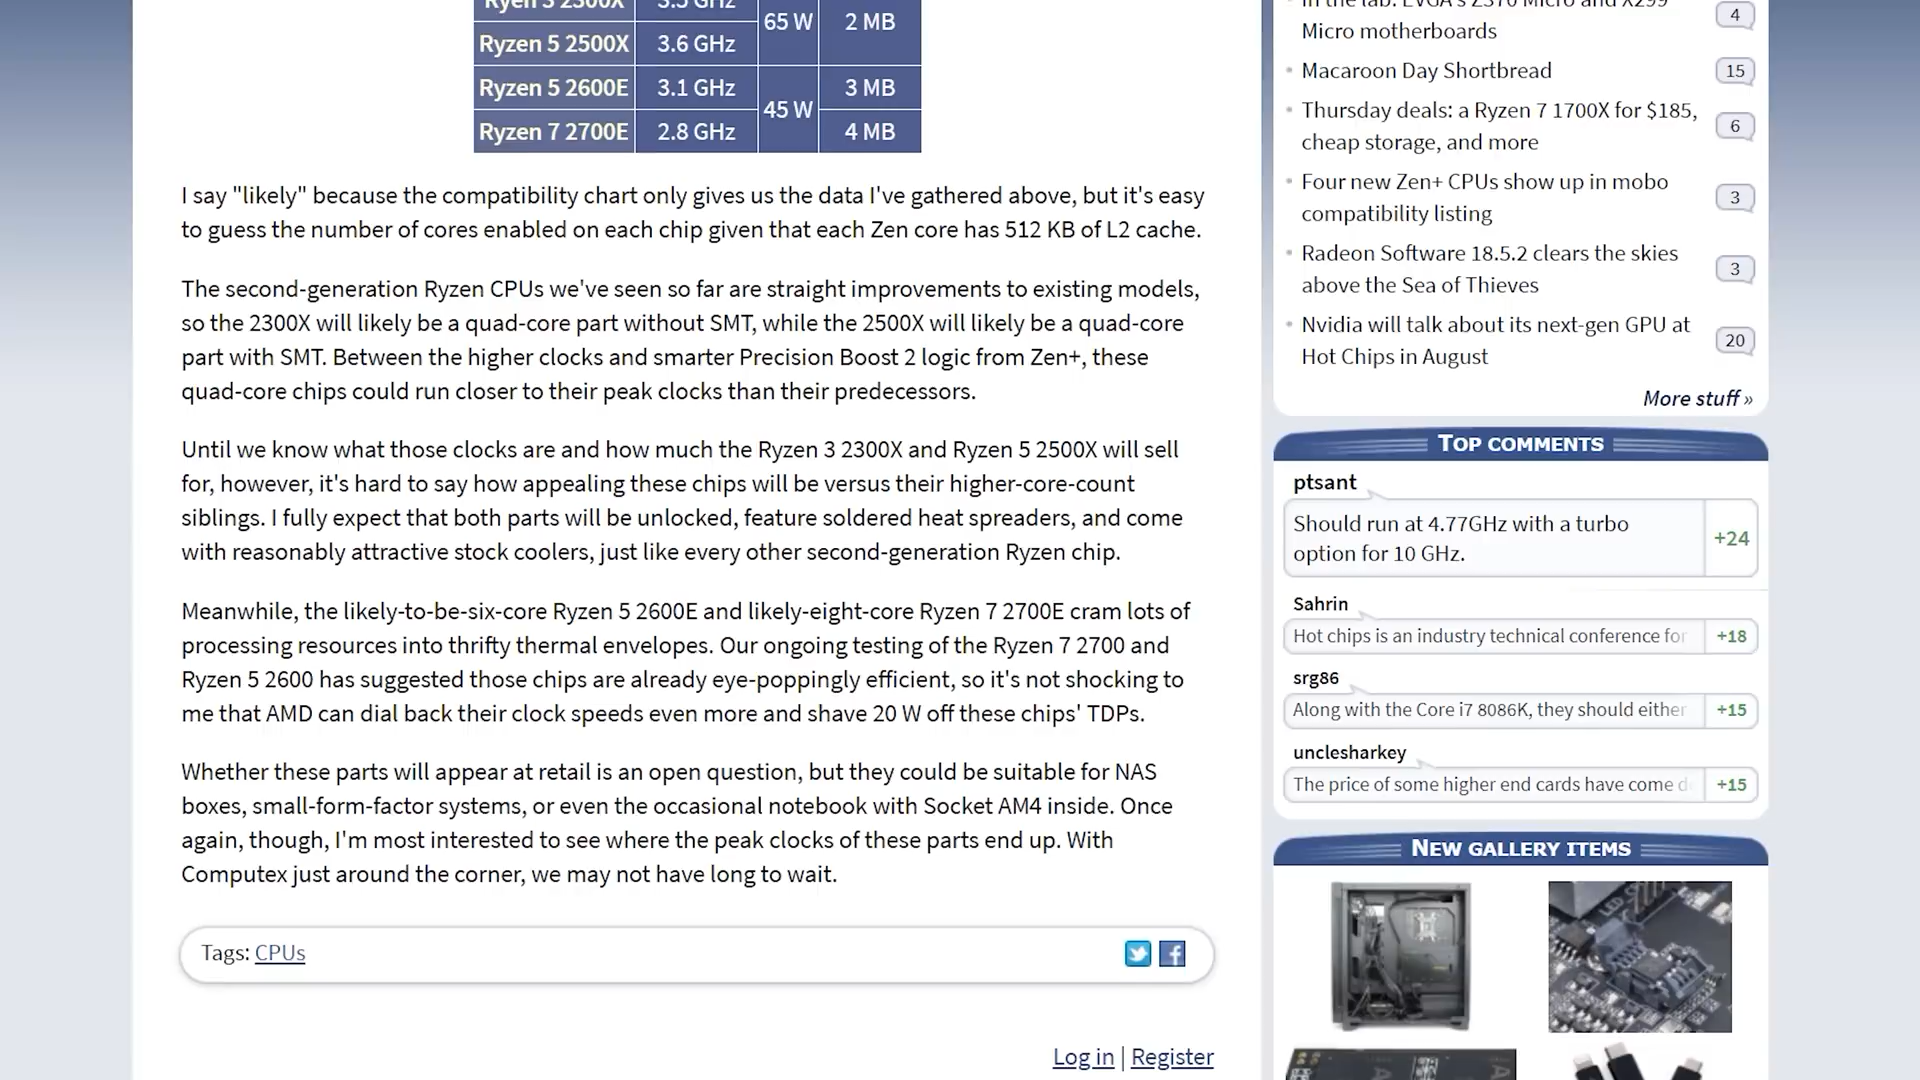 Ryen 3 2300X 3.5 GHz
65 W 2 MB
Ryzen 5 2500X 3.6 GHz
Ryzen 5 2600E 3.1 GHz 3 MB
45 W
Ryzen 7 2700E 2.8 GHz 4 MB
I say "likely" because the compatibility chart only gives us the data I've gathered above, but it's easy
to guess the number of cores enabled on each chip given that each Zen core has 512 KB of L2 cache.
The second-generation Ryzen CPUs we've seen so far are straight improvements to existing models,
so the 2300X will likely be a quad-core part without SMT, while the 2500X will likely be a quad-core
part with SMT. Between the higher clocks and smarter Precision Boost 2 logic from Zen+, these
quad-core chips could run closer to their peak clocks than their predecessors.
Until we know what those clocks are and how much the Ryzen 3 2300X and Ryzen 5 2500X will sell
for, however, it's hard to say how appealing these chips will be versus their higher-core-count
siblings. I fully expect that both parts will be unlocked, feature soldered heat spreaders, and come
with reasonably attractive stock coolers, just like every other second-generation Ryzen chip.
Meanwhile, the likely-to-be-six-core Ryzen 5 2600E and likely-eight-core Ryzen 7 2700E cram lots of
processing resources into thrifty thermal envelopes. Our ongoing testing of the Ryzen 7 2700 and
Ryzen 5 2600 has suggested those chips are already eye-poppingly efficient, so it's not shocking to
me that AMD can dial back their clock speeds even more and shave 20 W off these chips' TDPs.
Whether these parts will appear at retail is an open question, but they could be suitable for NAS
boxes, small-form-factor systems, or even the occasional notebook with Socket AM4 inside. Once
again, though, I'm most interested to see where the peak clocks of these parts end up. With
Computex just around the corner, we may not have long to wait.
Tags: CPUs
Log in | Register
In the lab: EVGA's Z370 Micro and X299
Micro motherboards
4
Macaroon Day Shortbread
15
Thursday deals: a Ryzen 7 1700X for $185,
cheap storage, and more
6
Four new Zen+ CPUs show up in mobo
compatibility listing
3
Radeon Software 18.5.2 clears the skies
above the Sea of Thieves
3
Nvidia will talk about its next-gen GPU at
Hot Chips in August
20
More stuff »
TOP COMMENTS
ptsant
Should run at 4.77GHz with a turbo
option for 10 GHz.
+24
Sahrin
Hot chips is an industry technical conference for
+18
srg86
Along with the Core i7 8086K, they should either
+15
unclesharkey
The price of some higher end cards have come
+15
NEW GALLERY ITEMS